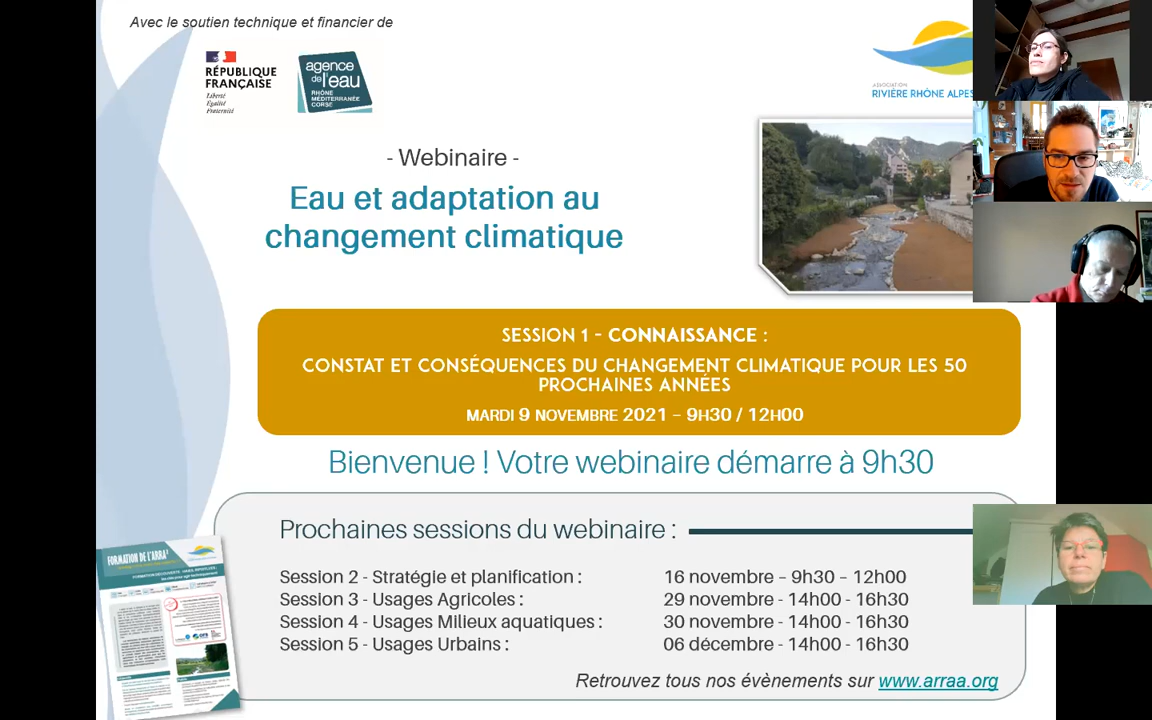 Avec le soutien technique et financier de
RÉPUBLIQUE
FRANÇAISE
Liberté
Égalité
Fraternité
agence
de l'eau
RHÔNE
MÉDITERRANÉE
CORSE
ASSOCIATION
RIVIÈRE RHÔNE ALPES
- Webinaire -
Eau et adaptation au
changement climatique
SESSION 1 - CONNAISSANCE :
CONSTAT ET CONSÉQUENCES DU CHANGEMENT CLIMATIQUE POUR LES 50
PROCHAINES ANNÉES
MARDI 9 NOVEMBRE 2021 – 9H30 / 12H00
Bienvenue ! Votre webinaire démarre à 9h30
Prochaines sessions du webinaire :
Session 2 - Stratégie et planification : 16 novembre – 9h30 – 12h00
Session 3 - Usages Agricoles : 29 novembre - 14h00 - 16h30
Session 4 - Usages Milieux aquatiques : 30 novembre - 14h00 - 16h30
Session 5 - Usages Urbains : 06 décembre - 14h00 - 16h30
Retrouvez tous nos évènements sur www.arraa.org
FORMATION DE L'ARRA²